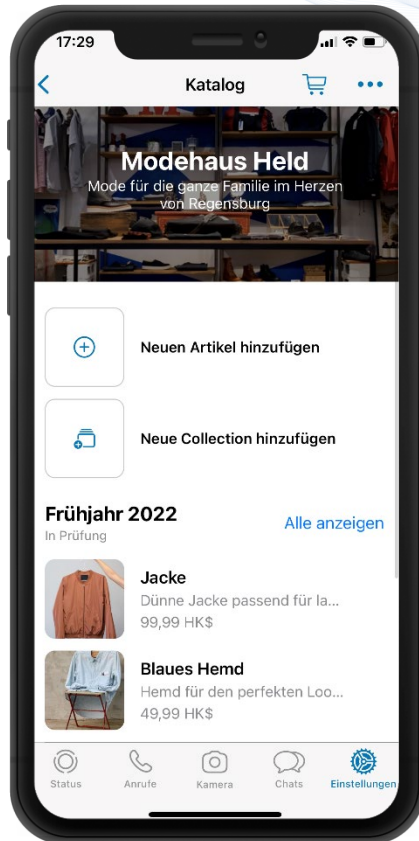 17:29
Katalog
Modehaus Held
Mode für die ganze Familie im Herzen
von Regensburg
Neuen Artikel hinzufügen
Neue Collection hinzufügen
Frühjahr 2022
Alle anzeigen
In Prüfung
Jacke
Dünne Jacke passend für la...
99,99 HK$
Blaues Hemd
Hemd für den perfekten Loo...
49,99 HK$
Status
Anrufe
Kamera
Chats
Einstellungen